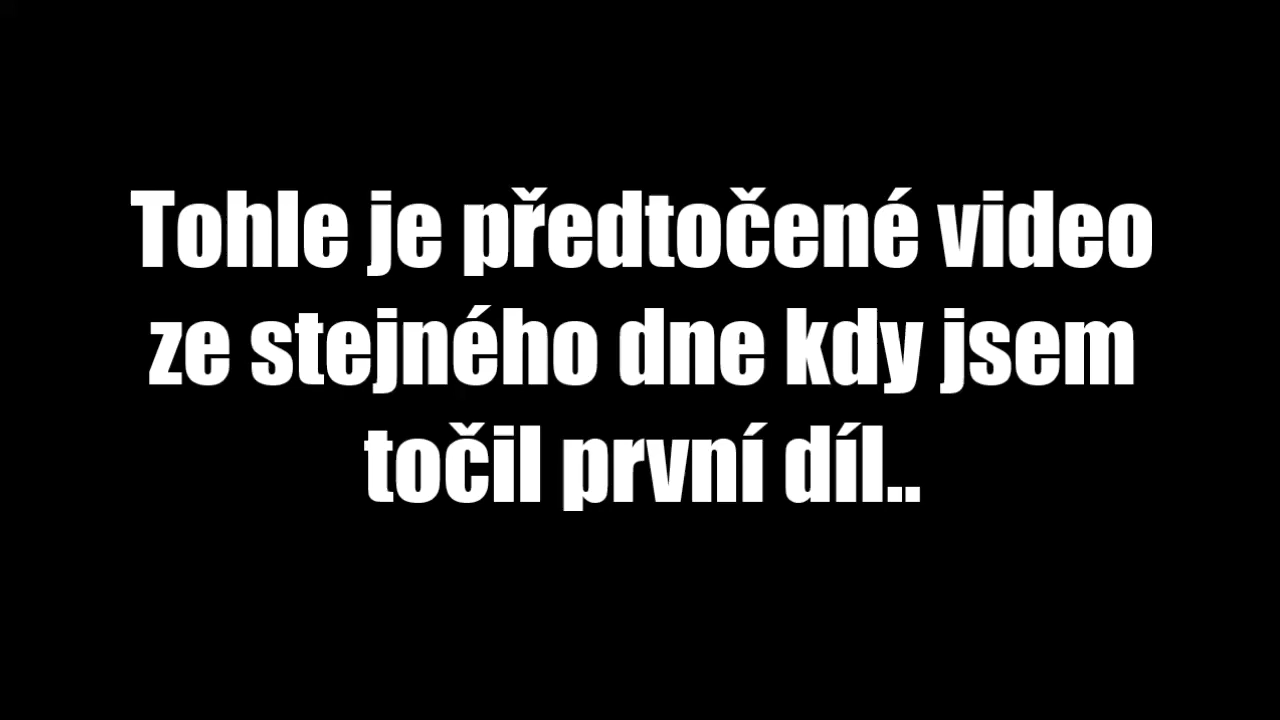 Tohle je předtočené video
ze stejného dne kdy jsem
točil první díl..